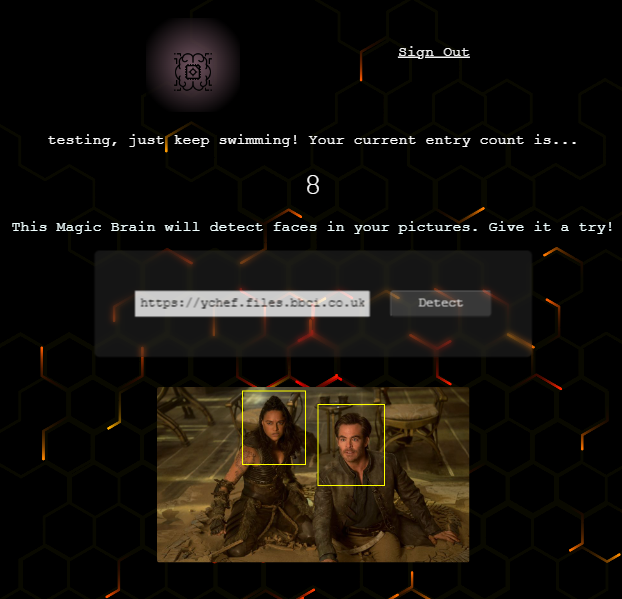 Sign Out
testing, just keep swimming! Your current entry count is...
8
This Magic Brain will detect faces in your pictures. Give it a try!
https://ychef.files.bbci.co.uk
Detect